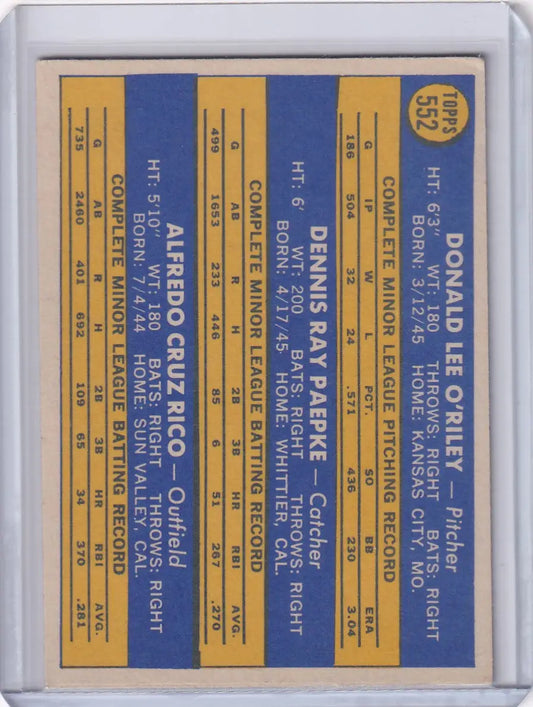 TOPPS
552
DONALD LEE O'RILEY — Pitcher
HT: 6'3" WT: 180 THROWS: RIGHT BATS: RIGHT
BORN: 3/12/45 HOME: KANSAS CITY, MO.
COMPLETE MINOR LEAGUE PITCHING RECORD
G IP W L PCT. SO BB ERA
186 504 32 24 .571 436 230 3.04
DENNIS RAY PAEPKE — Catcher
HT: 6' WT: 200 BATS: RIGHT THROWS: RIGHT
BORN: 4/17/45 HOME: WHITTIER, CAL.
COMPLETE MINOR LEAGUE BATTING RECORD
G AB R H 2B 3B HR RBI AVG.
499 1653 233 446 85 6 51 267 .270
ALFREDO CRUZ RICO — Outfield
HT: 5'10" WT: 180 BATS: RIGHT THROWS: RIGHT
BORN: 7/4/44 HOME: SUN VALLEY, CAL.
COMPLETE MINOR LEAGUE BATTING RECORD
G AB R H 2B 3B HR RBI AVG.
735 2460 401 692 109 65 34 370 .281